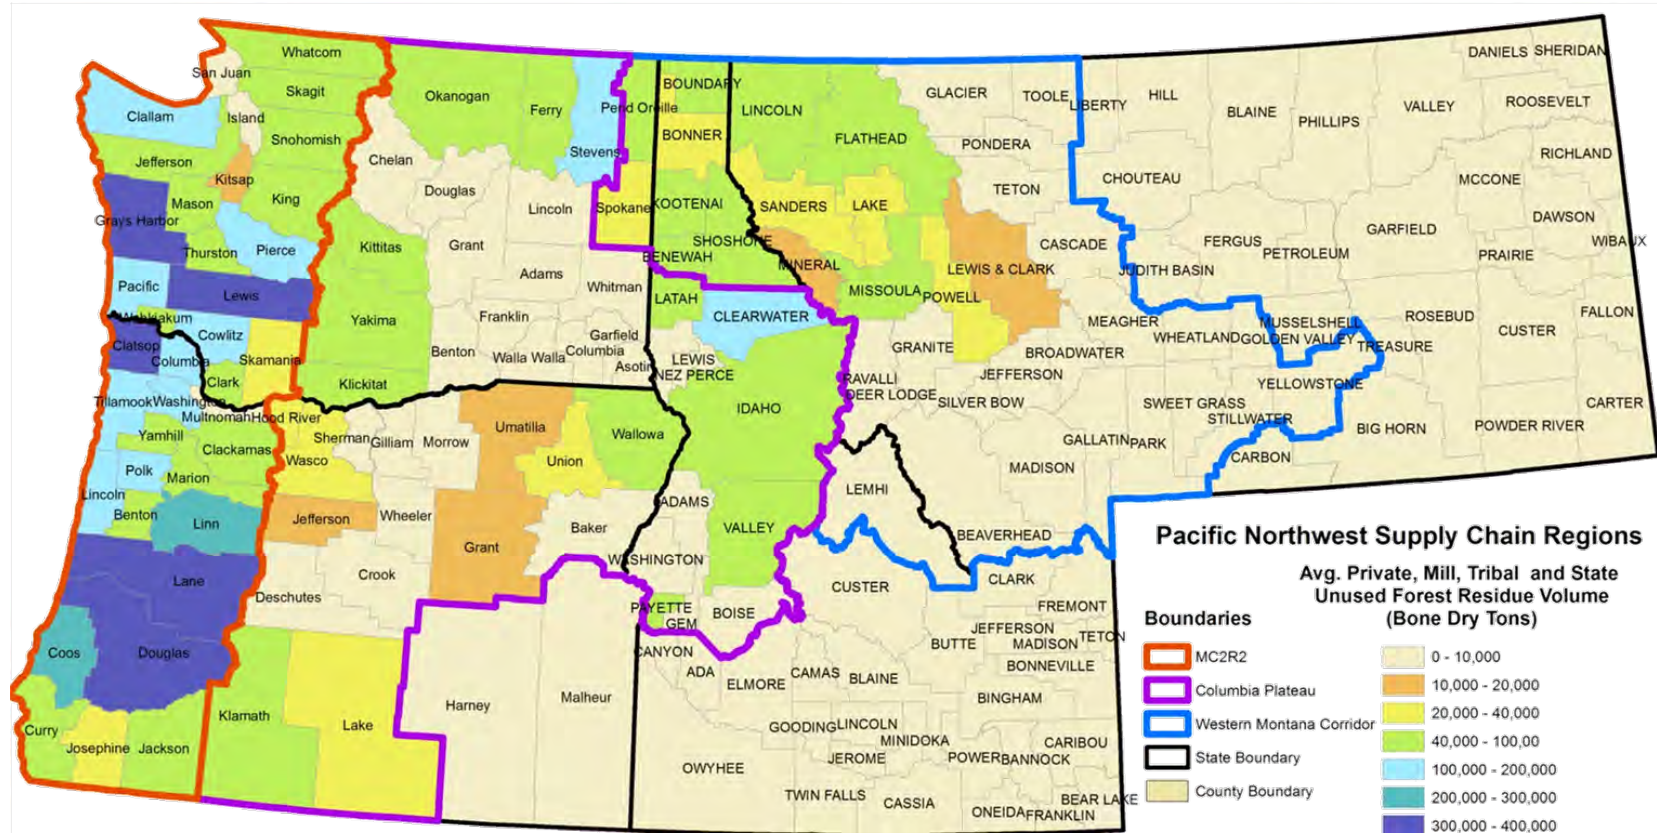 Whatcom
San Juan
Skagit
Island
Clallam
Snohomish
Jefferson
Kitsap
King
Mason
Grays Harbor
Thurston
Pierce
Pacific
Lewis
Wahkiakum
Cowlitz
Clatsop
Columbia
Skamania
Clark
Okanogan
Ferry
Pend Oreille
Stevens
Chelan
Douglas
Lincoln
Spokane
Kittitas
Grant
Adams
Whitman
Yakima
Franklin
Garfield
Benton
Walla Walla
Columbia
Asotin
Klickitat
Tillamook
Washington
Multnomah
Hood River
Yamhill
Clackamas
Polk
Marion
Lincoln
Benton
Linn
Lane
Coos
Douglas
Curry
Josephine
Jackson
Sherman
Gilliam
Morrow
Umatilla
Wallowa
Union
Wasco
Jefferson
Wheeler
Grant
Baker
Crook
Deschutes
Klamath
Lake
Harney
Malheur
BOUNDARY
BONNER
KOOTENAI
SHOSHONE
BENEWAH
LATAH
CLEARWATER
LEWIS
NEZ PERCE
IDAHO
ADAMS
VALLEY
WASHINGTON
PAYETTE
GEM
BOISE
CANYON
ADA
ELMORE
CAMAS
BLAINE
GOODING
LINCOLN
MINIDOKA
JEROME
OWYHEE
TWIN FALLS
CASSIA
POWER
BANNOCK
CARIBOU
ONEIDA
FRANKLIN
BEAR LAKE
BINGHAM
BONNEVILLE
BUTTE
JEFFERSON
MADISON
TETON
FREMONT
CLARK
CUSTER
LEMHI
LINCOLN
FLATHEAD
SANDERS
LAKE
MINERAL
MISSOULA
POWELL
LEWIS & CLARK
GRANITE
RAVALLI
DEER LODGE
SILVER BOW
JEFFERSON
BROADWATER
MEAGHER
CASCADE
TETON
PONDERA
GLACIER
TOOLE
LIBERTY
HILL
CHOUTEAU
BLAINE
PHILLIPS
VALLEY
DANIELS
SHERIDAN
ROOSEVELT
RICHLAND
MCCONE
DAWSON
WIBAUX
GARFIELD
PRAIRIE
FERGUS
PETROLEUM
JUDITH BASIN
WHEATLAND
GOLDEN VALLEY
MUSSELSHELL
TREASURE
ROSEBUD
CUSTER
FALLON
YELLOWSTONE
SWEET GRASS
STILLWATER
BIG HORN
POWDER RIVER
CARTER
CARBON
GALLATIN
PARK
MADISON
BEAVERHEAD
Pacific Northwest Supply Chain Regions
Boundaries
MC2R2
Columbia Plateau
Western Montana Corridor
State Boundary
County Boundary
Avg. Private, Mill, Tribal and State
Unused Forest Residue Volume
(Bone Dry Tons)
0 - 10,000
10,000 - 20,000
20,000 - 40,000
40,000 - 100,00
100,000 - 200,000
200,000 - 300,000
300,000 - 400,000